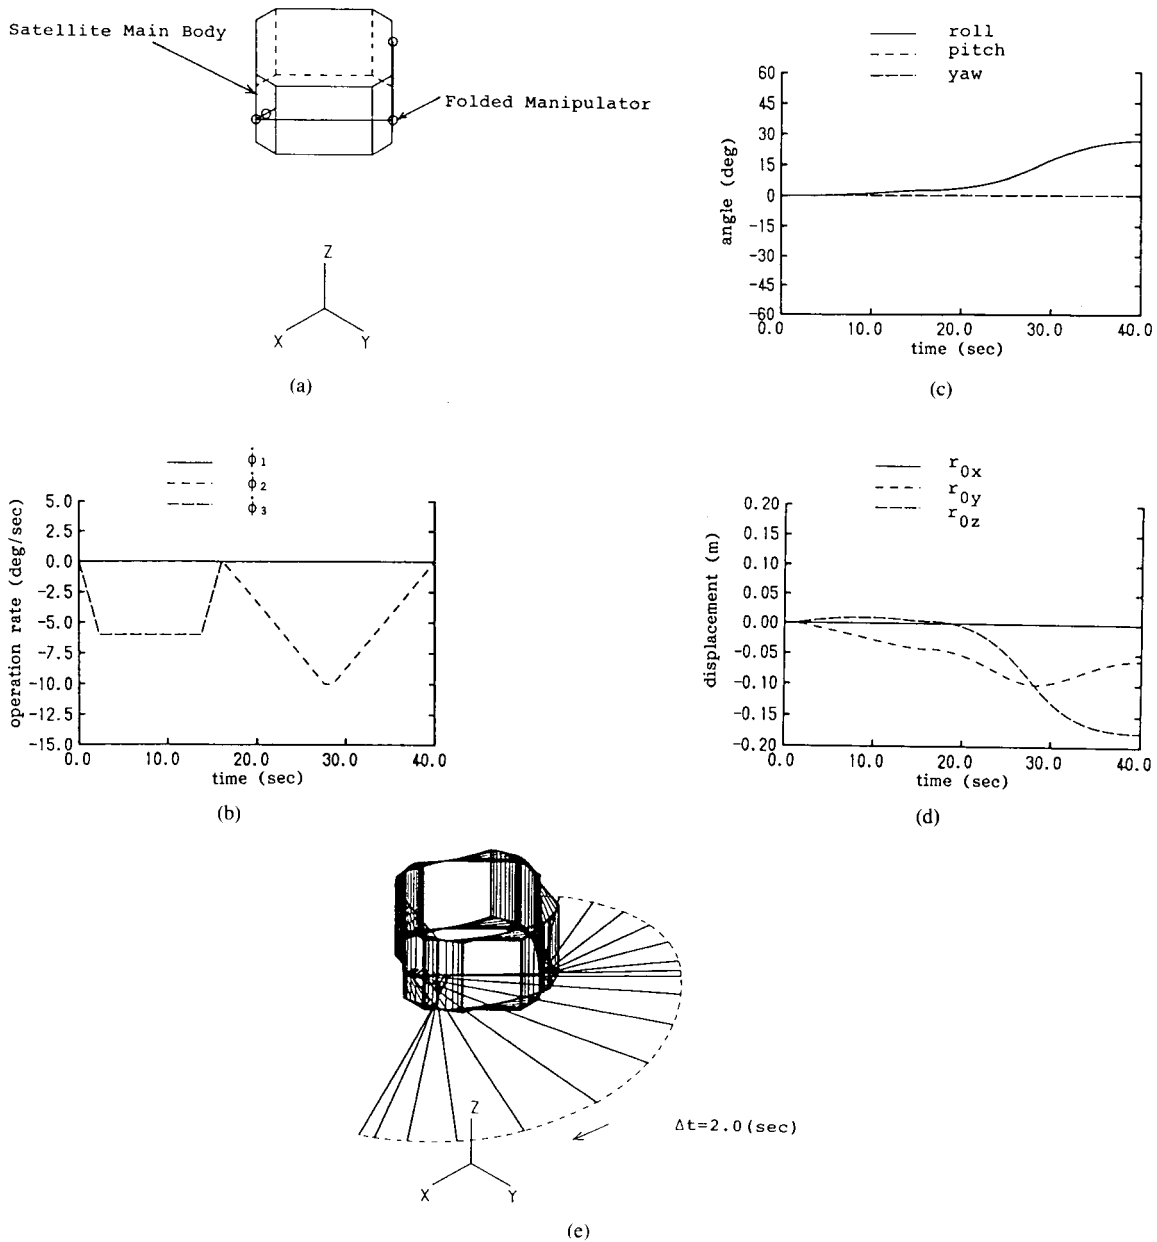 Satellite Main Body
Folded Manipulator
Z
X
Y
(a)
roll
pitch
yaw
60
45
30
15
0
-15
-30
-45
-60
angle (deg)
0.0 10.0 20.0 30.0 40.0
time (sec)
(c)
ϕ̇₁
ϕ̇₂
ϕ̇₃
5.0
2.5
0.0
-2.5
-5.0
-7.5
-10.0
-12.5
-15.0
operation rate (deg/sec)
0.0 10.0 20.0 30.0 40.0
time (sec)
(b)
r0x
r0y
r0z
0.20
0.15
0.10
0.05
0.00
-0.05
-0.10
-0.15
-0.20
displacement (m)
0.0 10.0 20.0 30.0 40.0
time (sec)
(d)
Z
X
Y
Δt=2.0(sec)
(e)